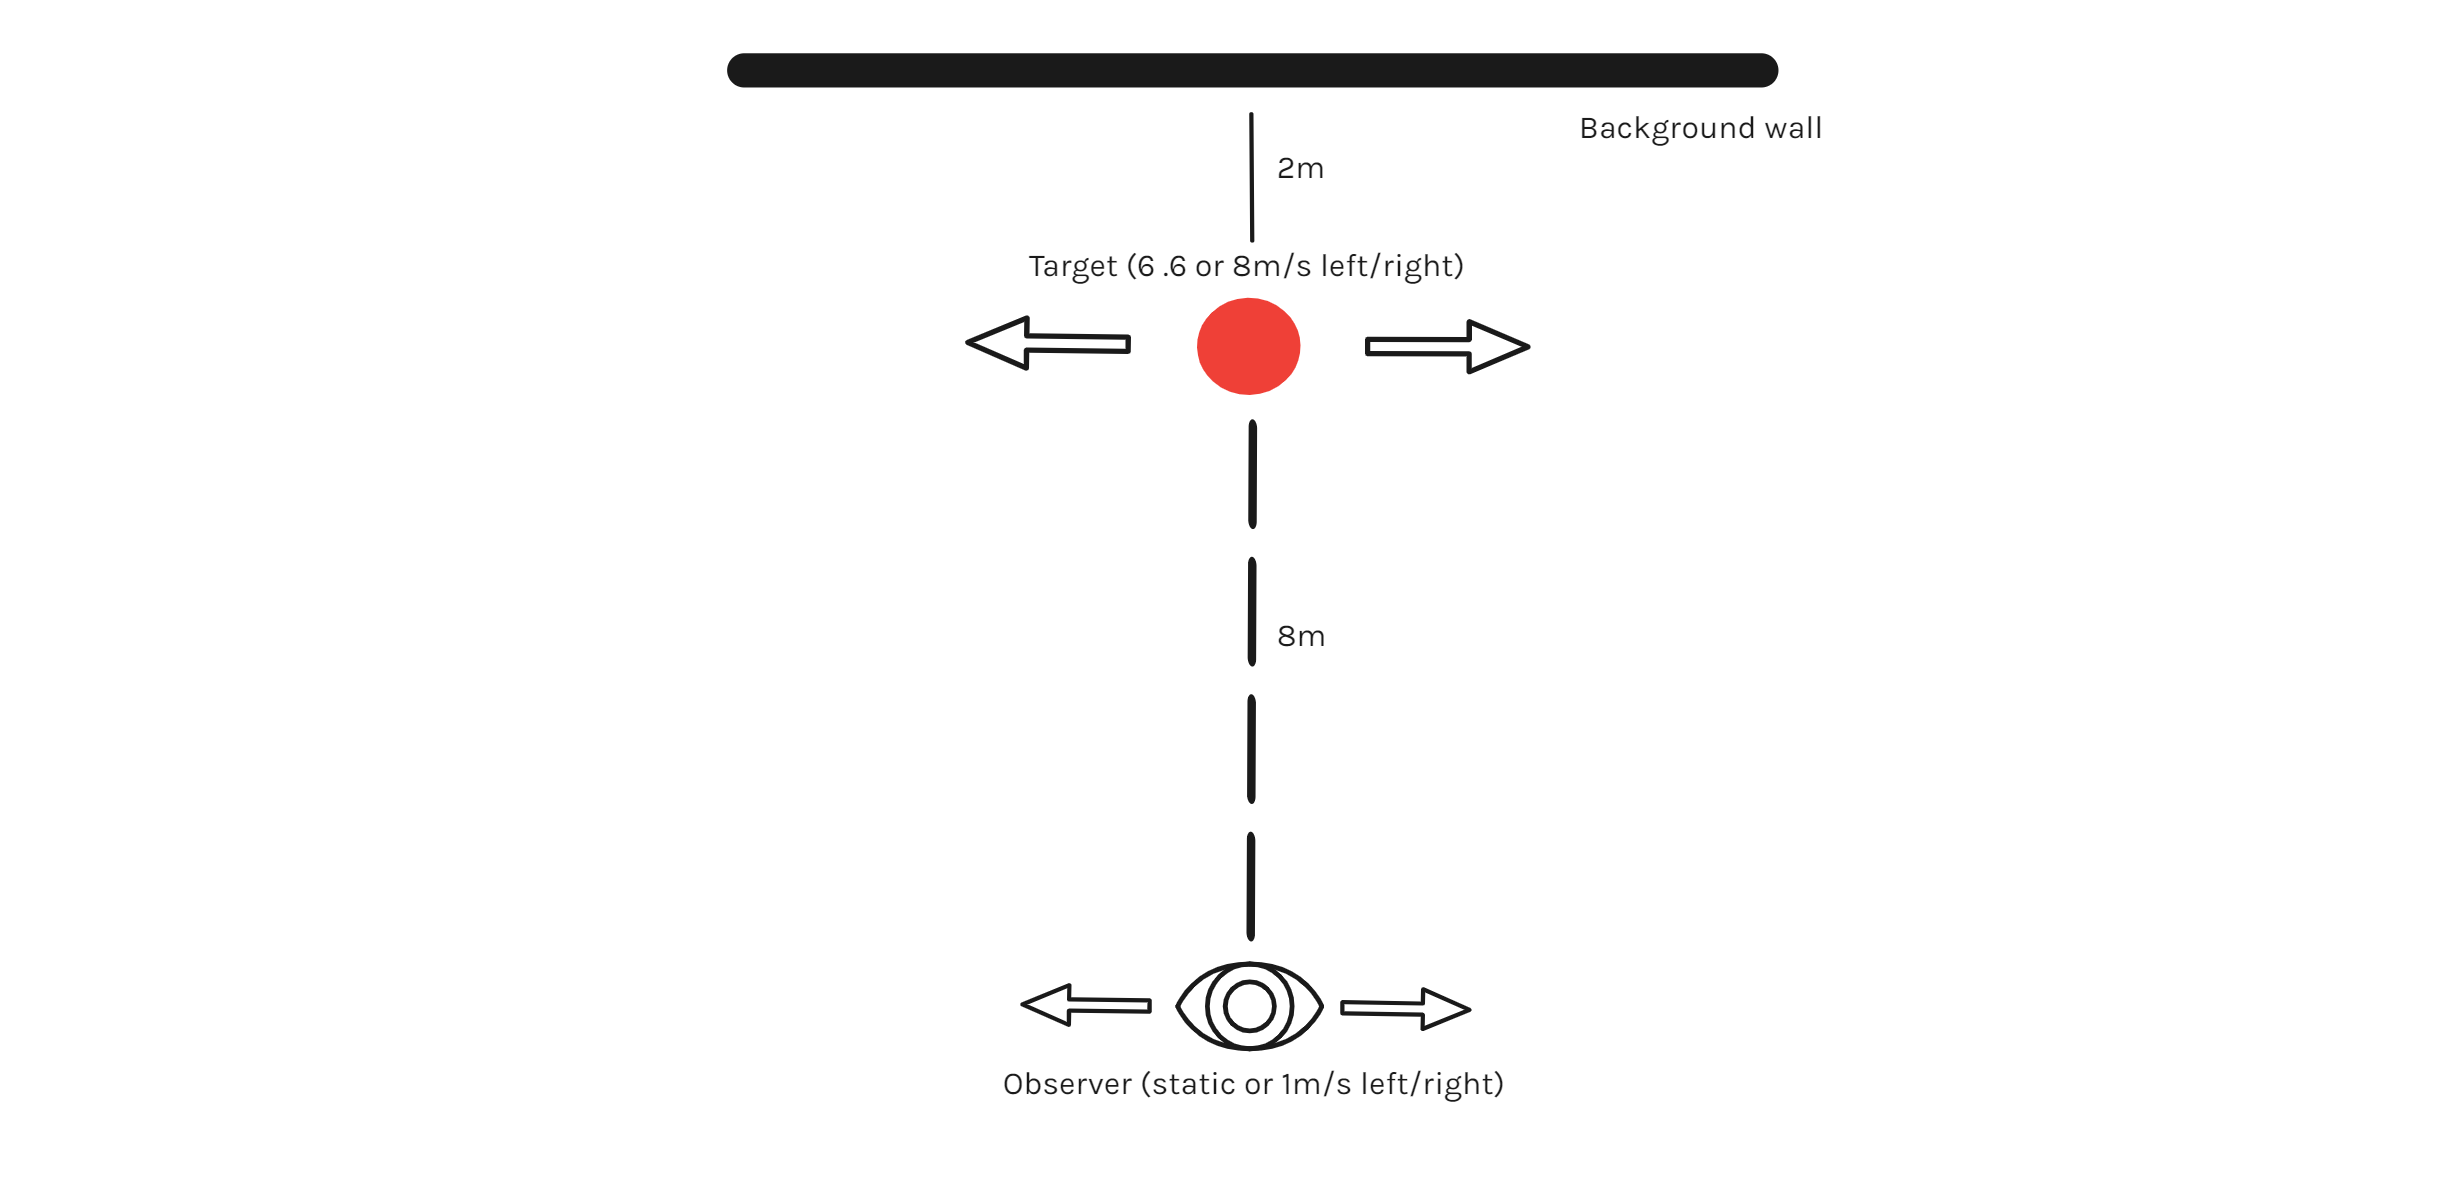 Background wall
2m
Target (6 .6 or 8m/s left/right)
8m
Observer (static or 1m/s left/right)